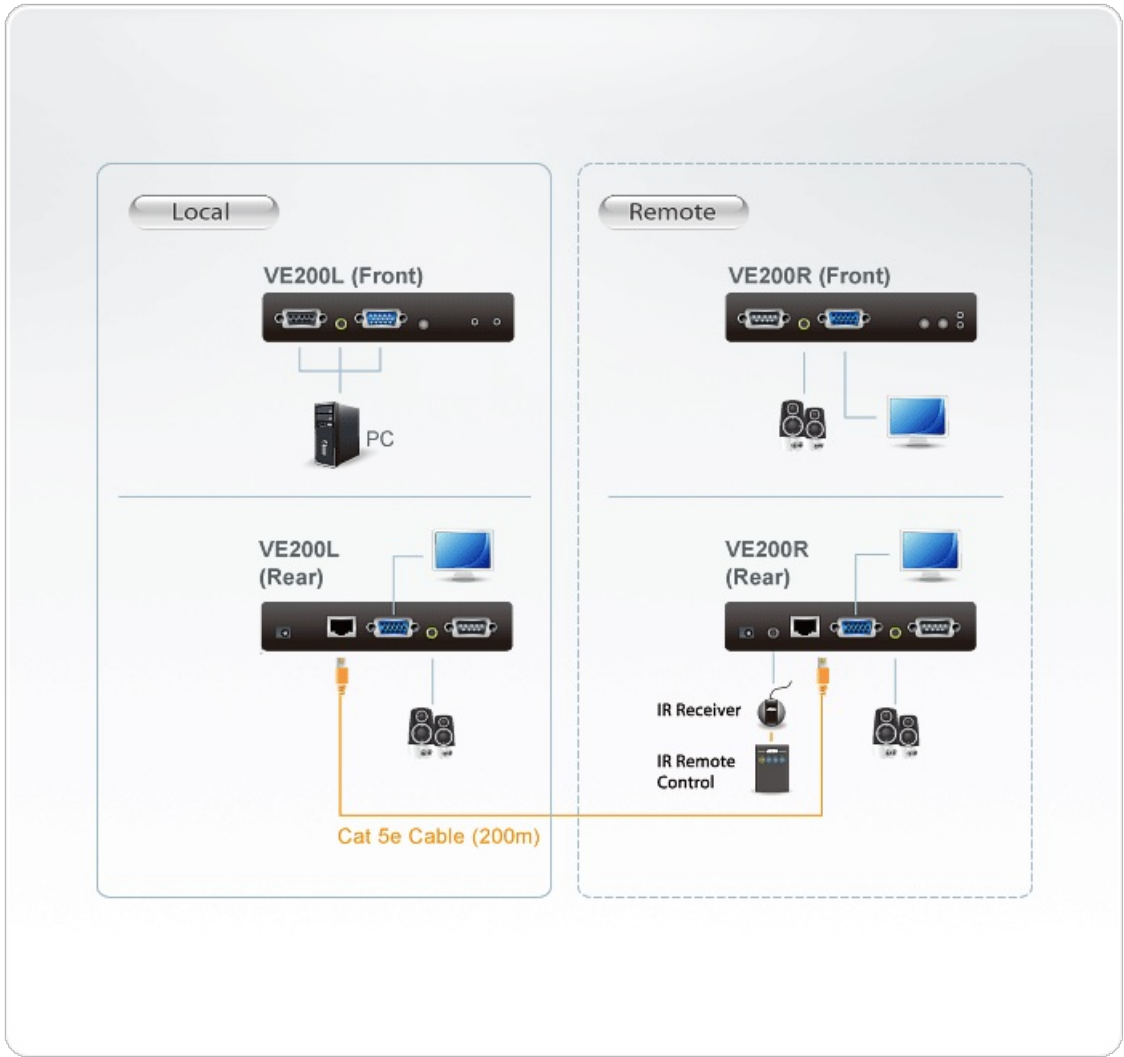 Local
Remote
VE200L (Front)
VE200R (Front)
PC
VE200L
(Rear)
VE200R
(Rear)
IR Receiver
IR Remote
Control
Cat 5e Cable (200m)